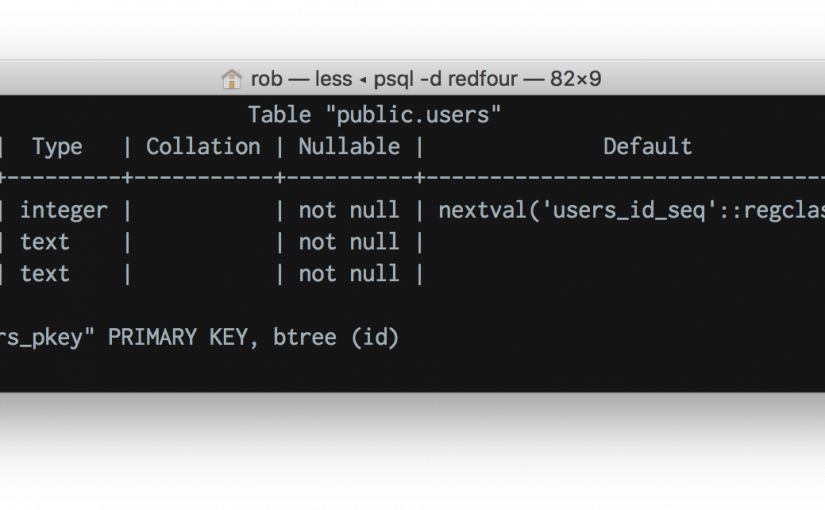 rob — less ◂ psql -d redfour — 82×9
Table "public.users"
| Type | Collation | Nullable | Default
+---------+-----------+----------+--------------------------------
| integer | | not null | nextval('users_id_seq'::regclas
| text | | not null |
| text | | not null |
rs_pkey" PRIMARY KEY, btree (id)